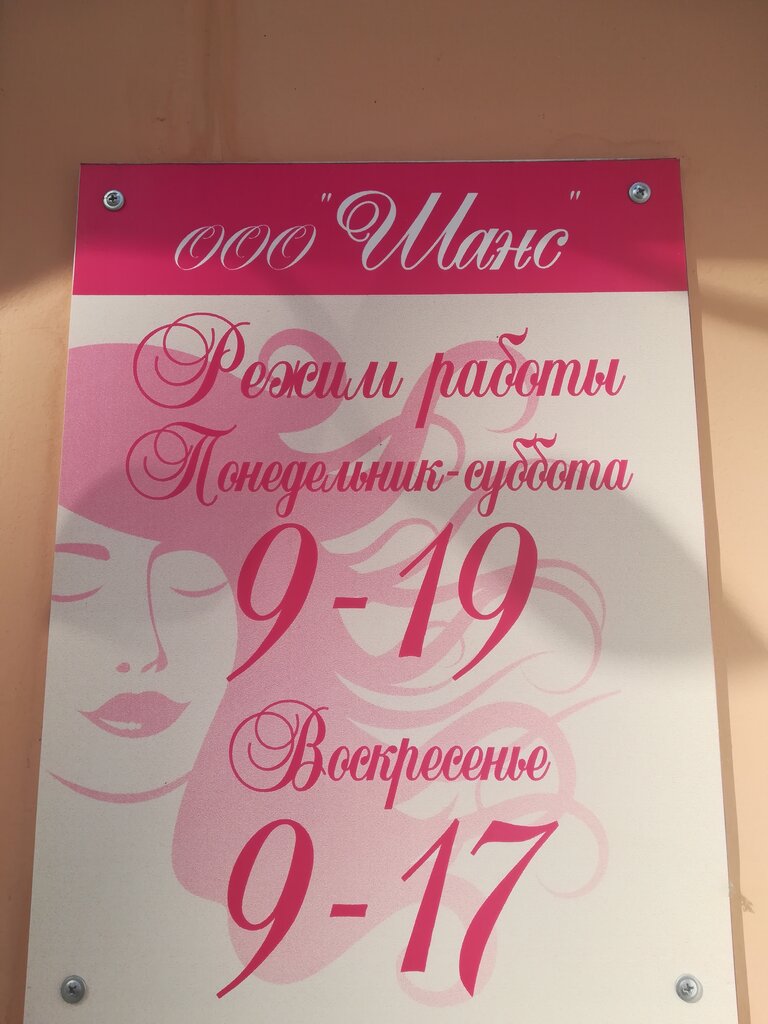 ООО "Шанс"
Режим работы
Понедельник-суббота
9-19
Воскресенье
9-17